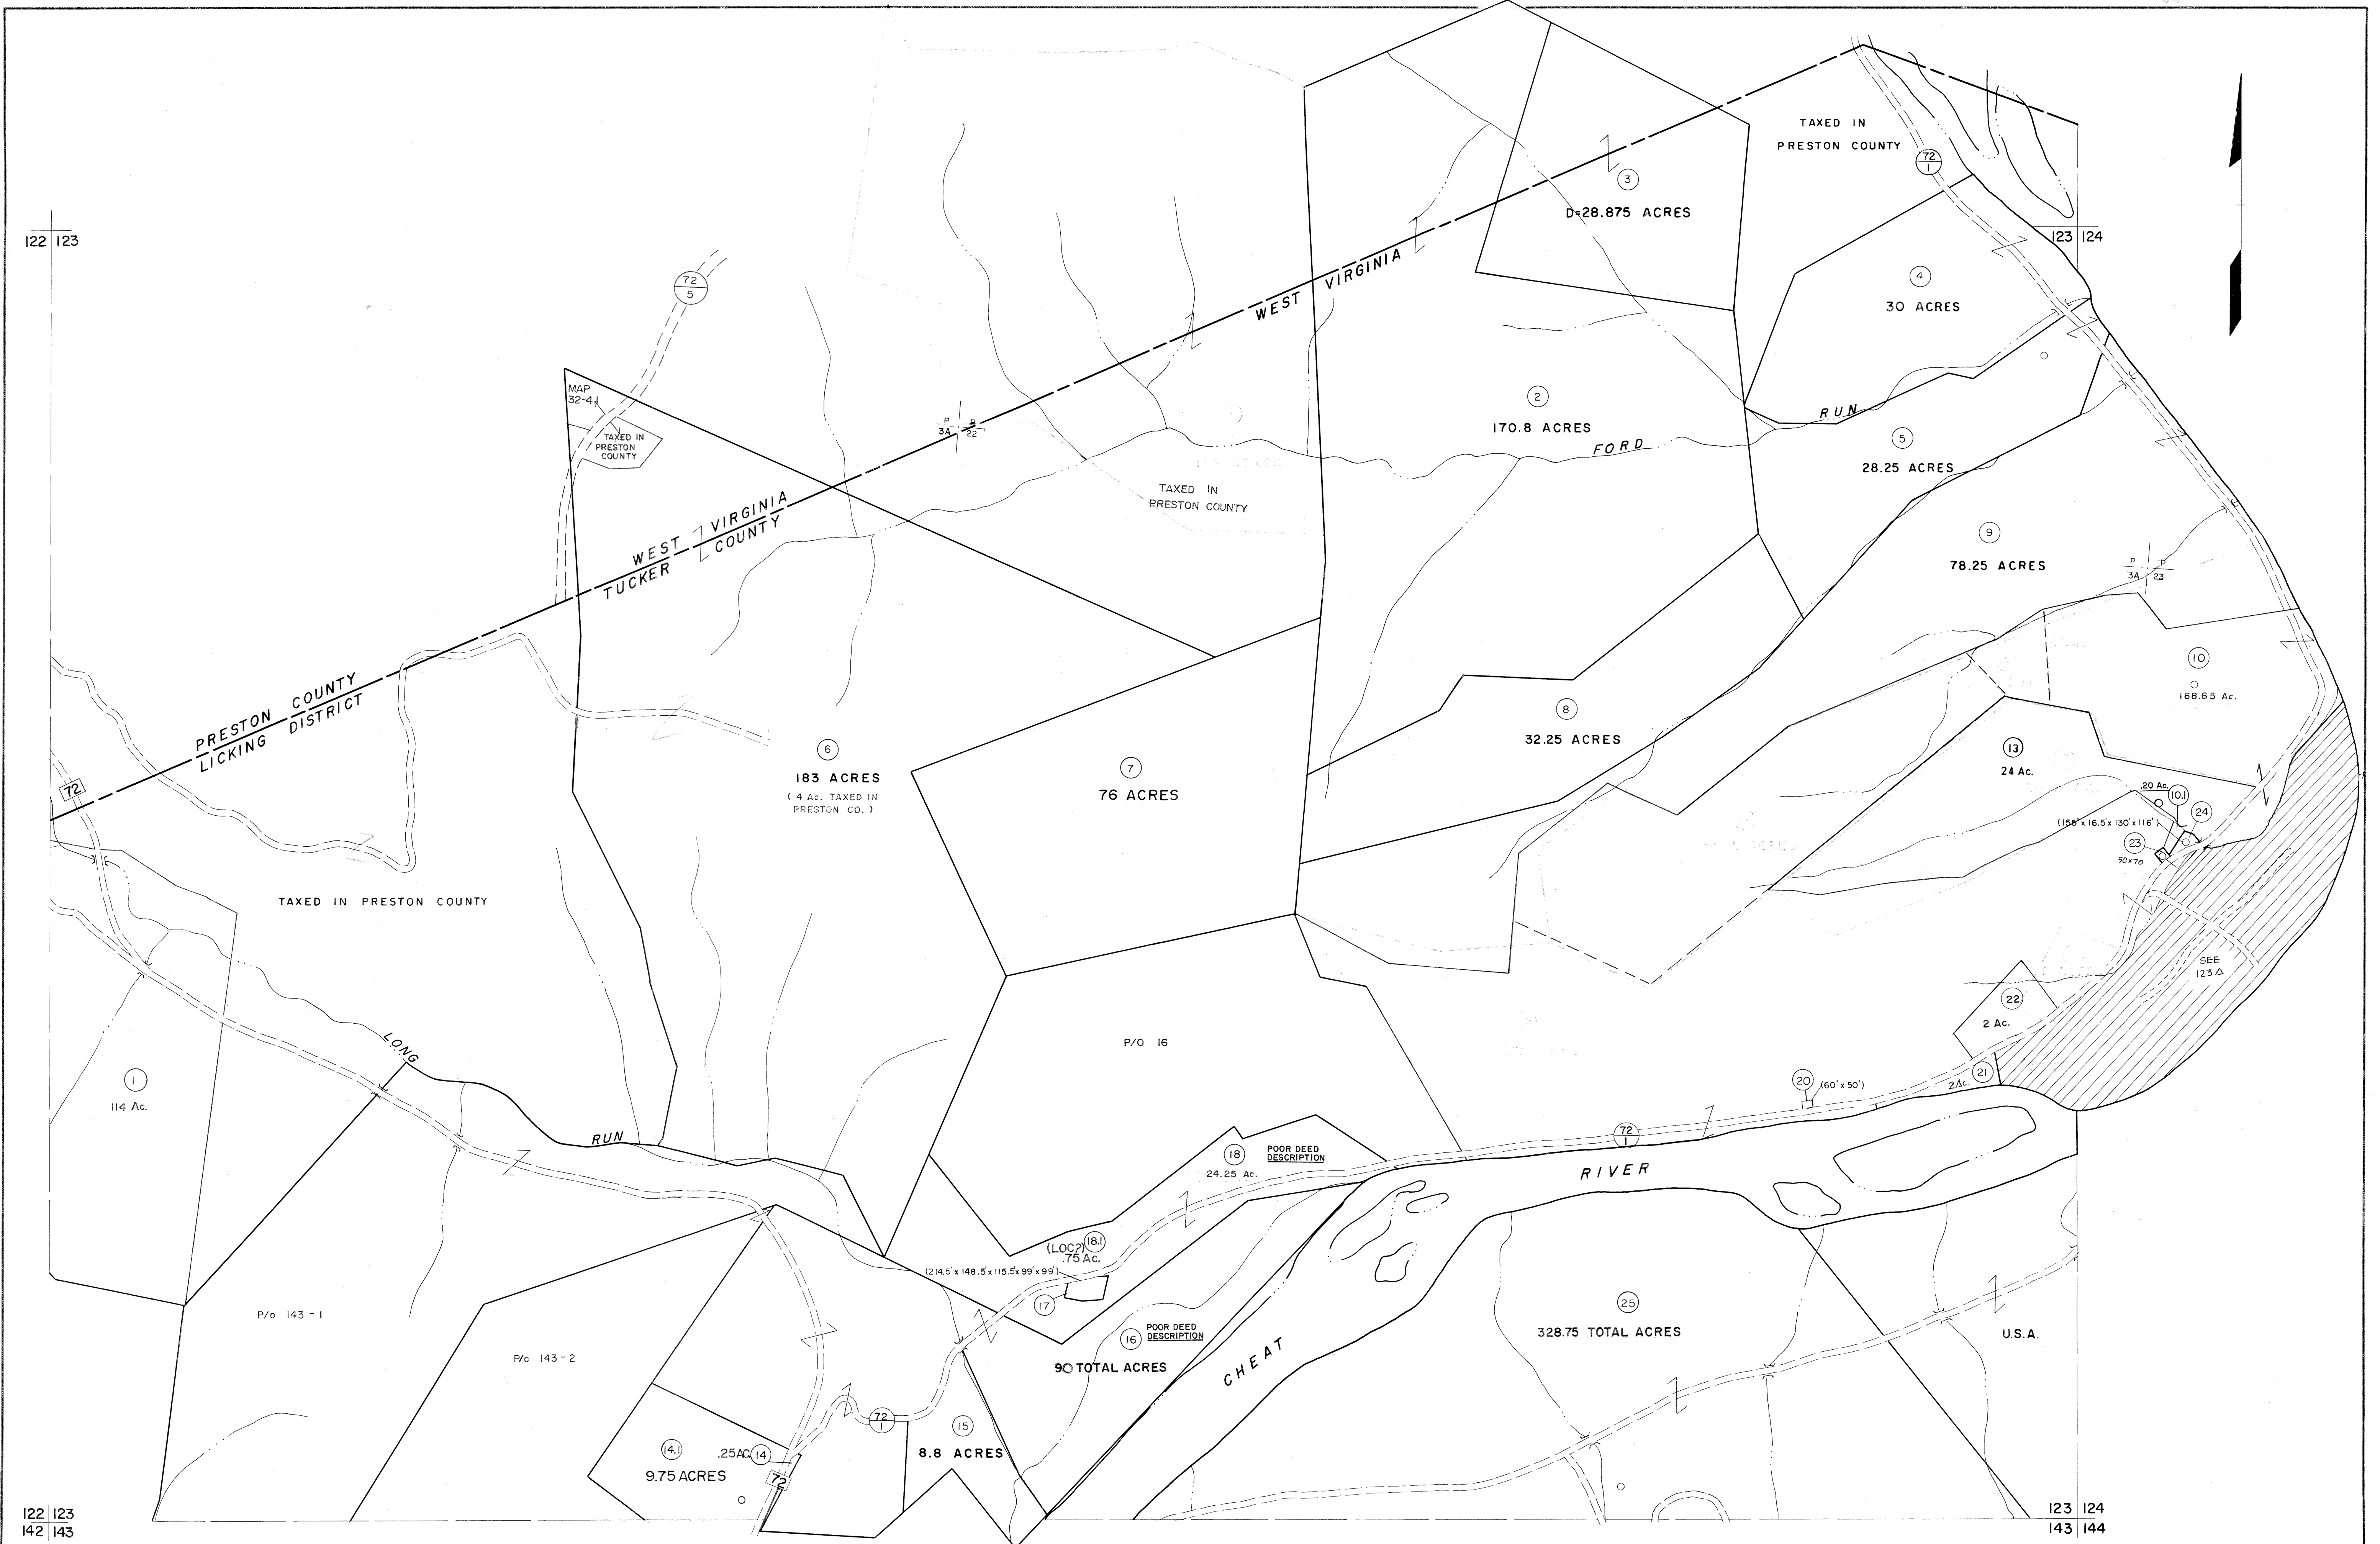 TAXED IN
PRESTON COUNTY
72
1
3
D=28.875 ACRES
122 123
123 124
72
5
WEST VIRGINIA
4
30 ACRES
MAP
32-4.1
TAXED IN
PRESTON
COUNTY
P
3A 22
2
170.8 ACRES
FORD RUN
5
28.25 ACRES
TAXED IN
PRESTON COUNTY
WEST VIRGINIA
TUCKER COUNTY
9
78.25 ACRES
P P
3A 23
PRESTON COUNTY
LICKING DISTRICT
10
168.65 Ac.
8
32.25 ACRES
6
183 ACRES
( 4 Ac. TAXED IN
PRESTON CO. )
7
76 ACRES
13
24 Ac.
72
.20 Ac.
10.1
24
(155' x 16.5' x 130' x 116')
23
50x70
TAXED IN PRESTON COUNTY
SEE
123A
22
2 Ac.
LONG RUN
P/O 16
1
114 Ac.
20
(60' x 50')
2 Ac.
21
72
1
18
POOR DEED
DESCRIPTION
24.25 Ac.
RIVER
(LOC?)
18.1
.75 Ac.
(214.5' x 148.5' x 115.5' x 99' x 99')
17
P/o 143 - 1
16
POOR DEED
DESCRIPTION
90 TOTAL ACRES
CHEAT
25
328.75 TOTAL ACRES
U.S.A.
P/o 143 - 2
72
1
15
8.8 ACRES
14.1
9.75 ACRES
.25 AC.
14
72
122 123
142 143
123 124
143 144